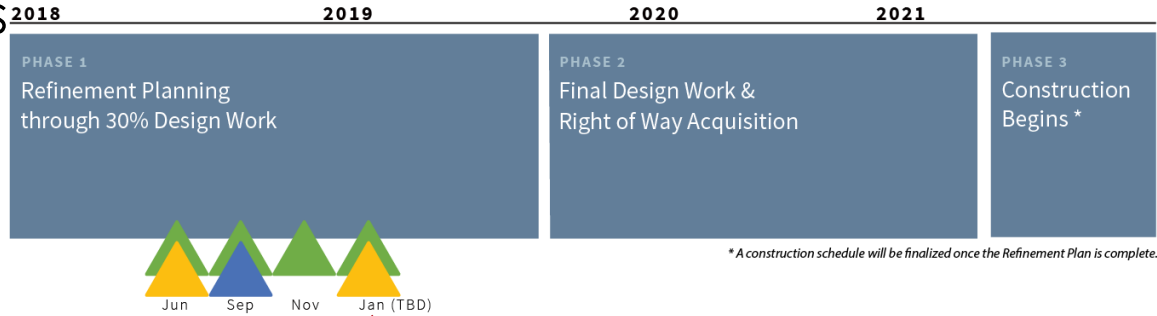 S
2018 2019 2020 2021
PHASE 1
Refinement Planning
through 30% Design Work
PHASE 2
Final Design Work &
Right of Way Acquisition
PHASE 3
Construction
Begins *
* A construction schedule will be finalized once the Refinement Plan is complete.
Jun Sep Nov Jan (TBD)